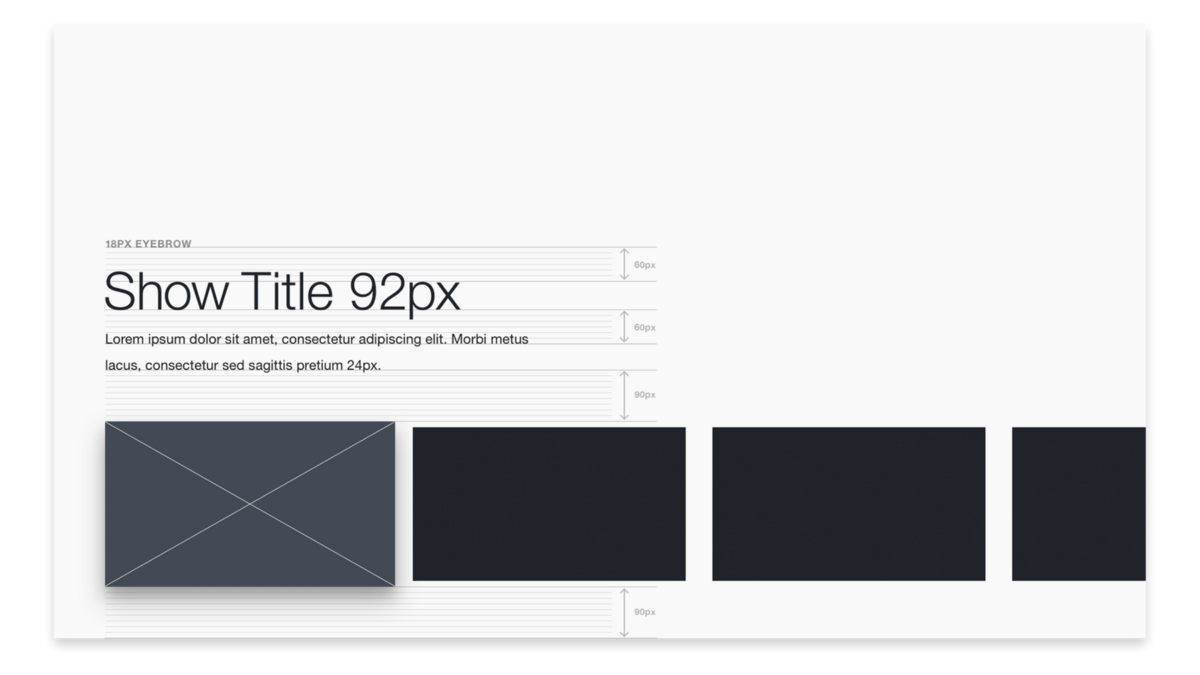 18PX EYEBROW
60px
Show Title 92px
60px
Lorem ipsum dolor sit amet, consectetur adipiscing elit. Morbi metus
lacus, consectetur sed sagittis pretium 24px.
90px
90px